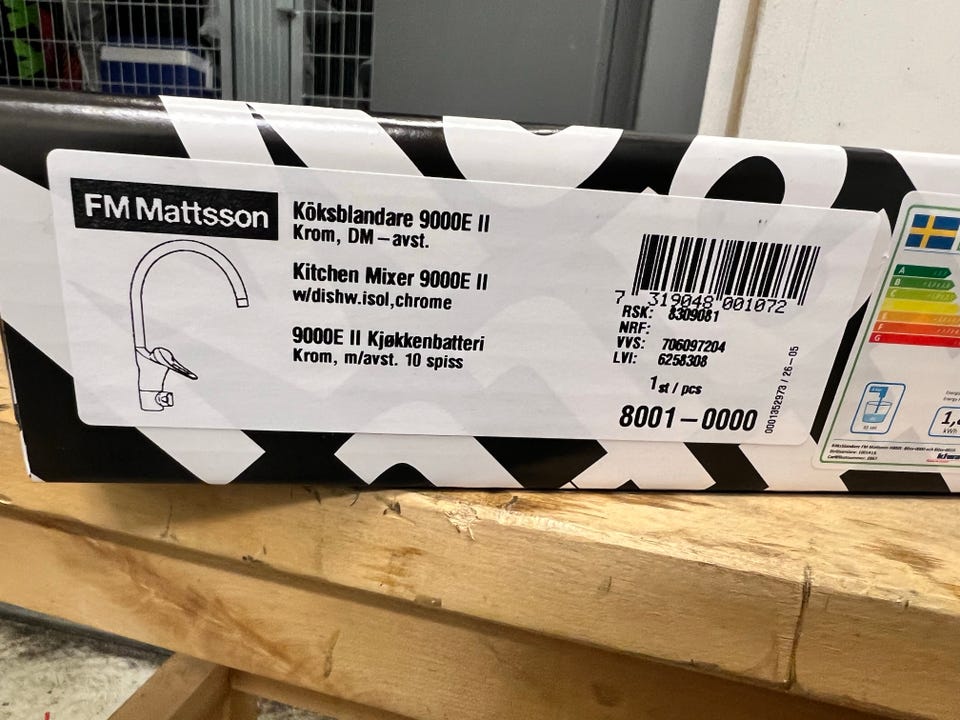 FM Mattsson
Köksblandare 9000E II
Krom, DM-avst.
Kitchen Mixer 9000E II
w/dishw.isol,chrome
9000E II Kjøkkenbatteri
Krom, m/avst. 10 spiss
7 319048 001072
RSK: 8309081
NRF:
VVS: 706097204
LVI: 6258308
1st / pcs
8001-0000
0001352973 / 26-05
A
B
C
E
F
G
kWh
kiwa